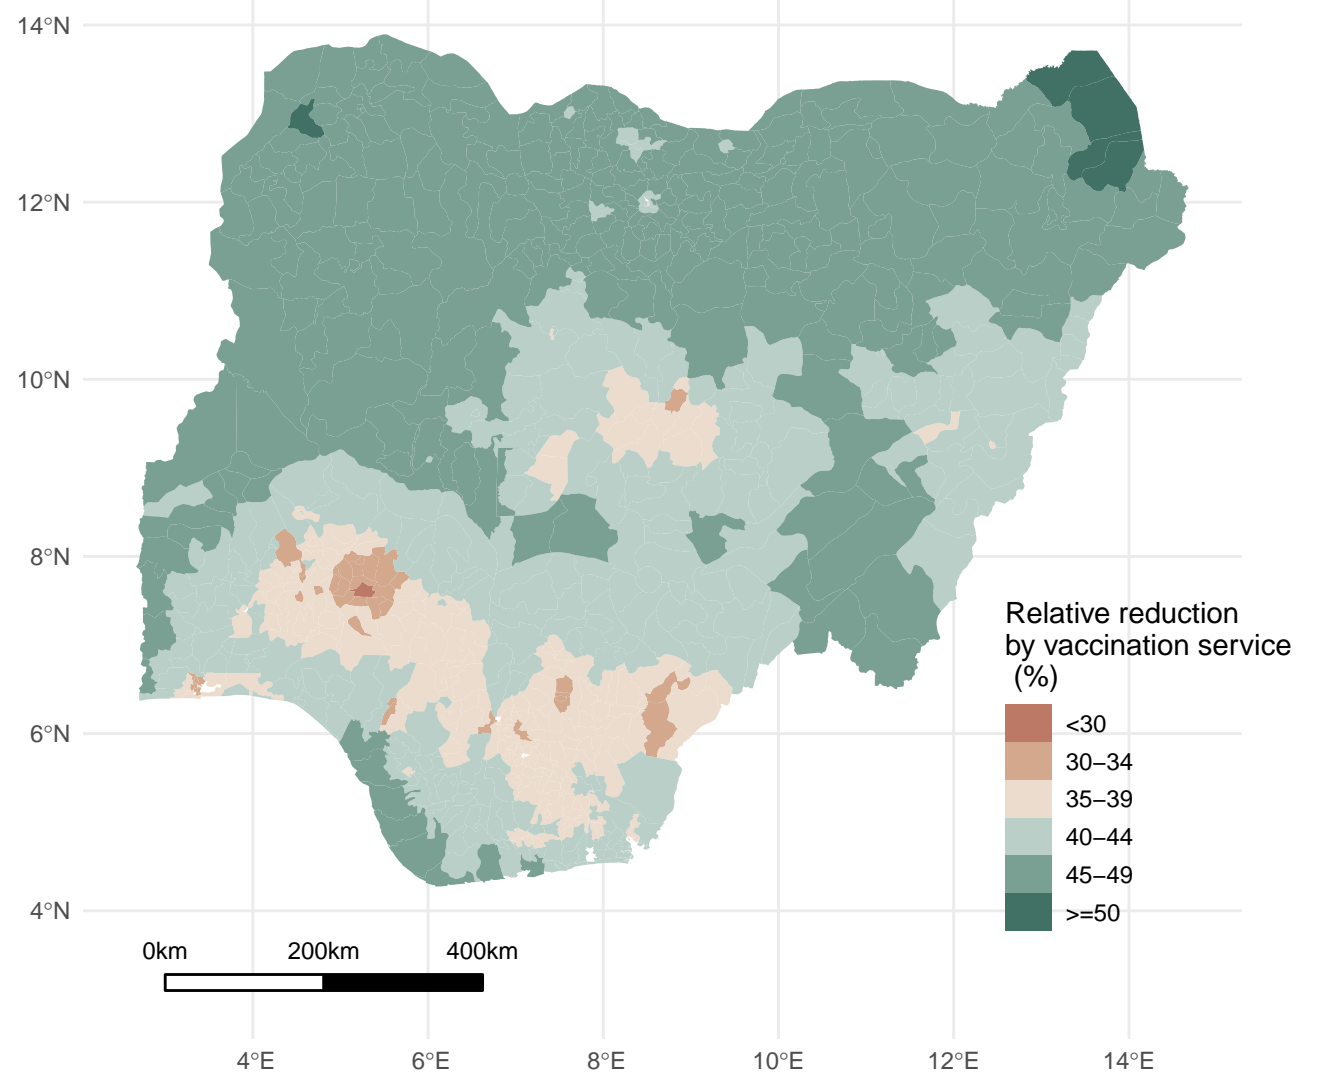 14°N
12°N
10°N
8°N
6°N
4°N
Relative reduction
by vaccination service
(%)
<30
30–34
35–39
40–44
45–49
>=50
0km 200km 400km
4°E 6°E 8°E 10°E 12°E 14°E